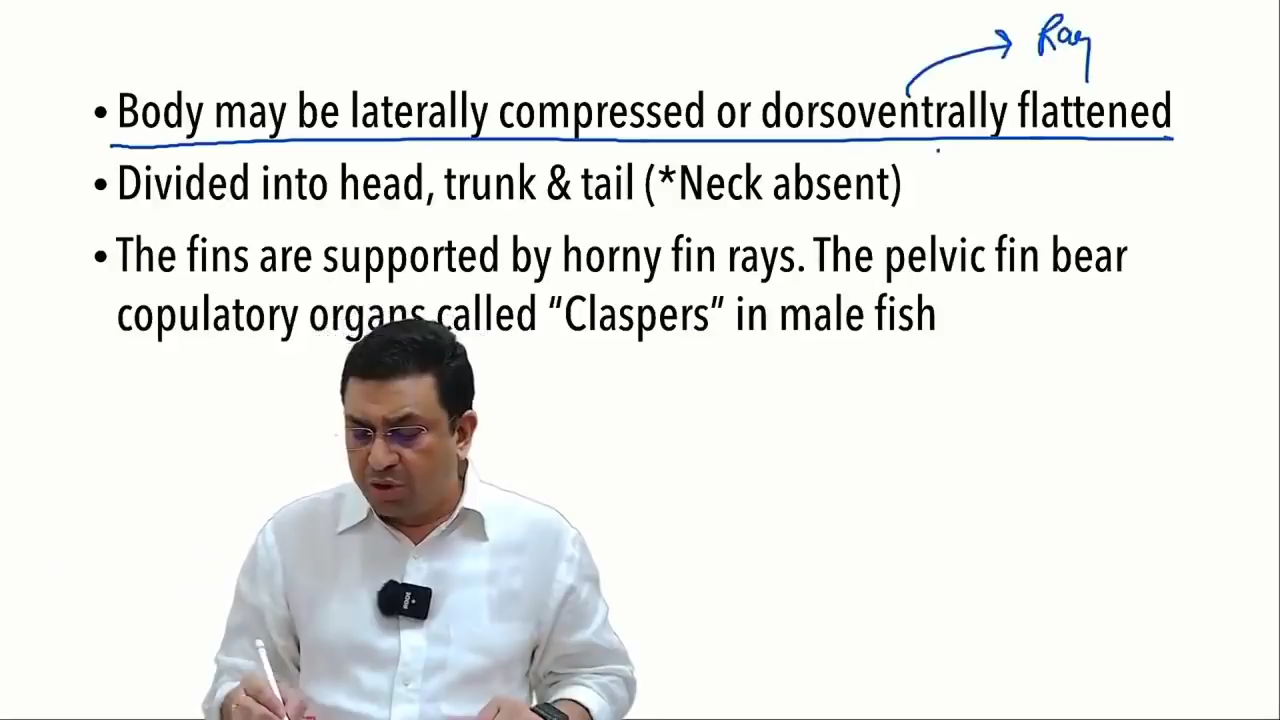 Ray
• Body may be laterally compressed or dorsoventrally flattened
• Divided into head, trunk & tail (*Neck absent)
• The fins are supported by horny fin rays. The pelvic fin bear
copulatory organs called “Claspers” in male fish